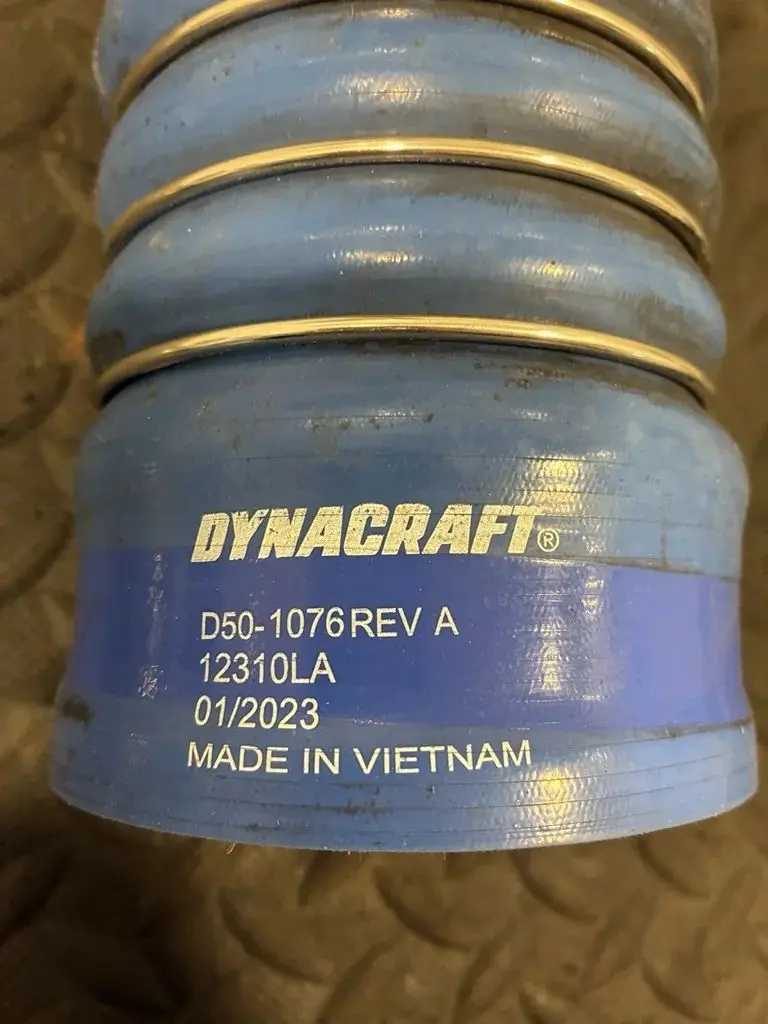 DYNACRAFT®
D50-1076 REV A
12310LA
01/2023
MADE IN VIETNAM